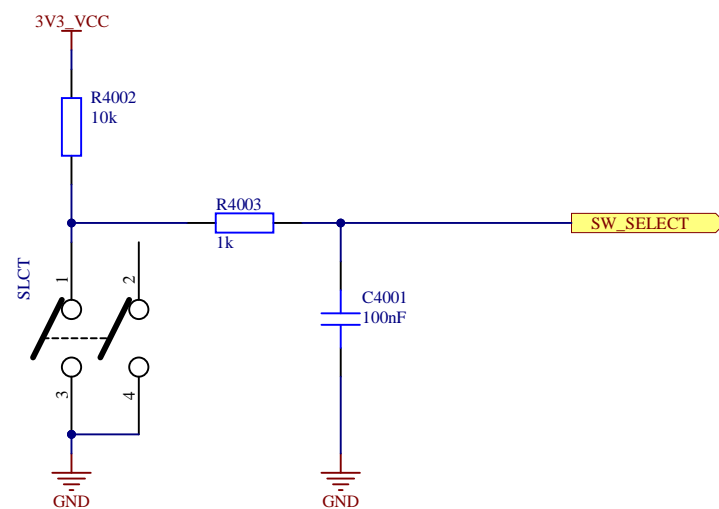 3V3_VCC
R4002
10k
R4003
1k
SW_SELECT
SLCT
1
2
C4001
100nF
3
4
GND
GND